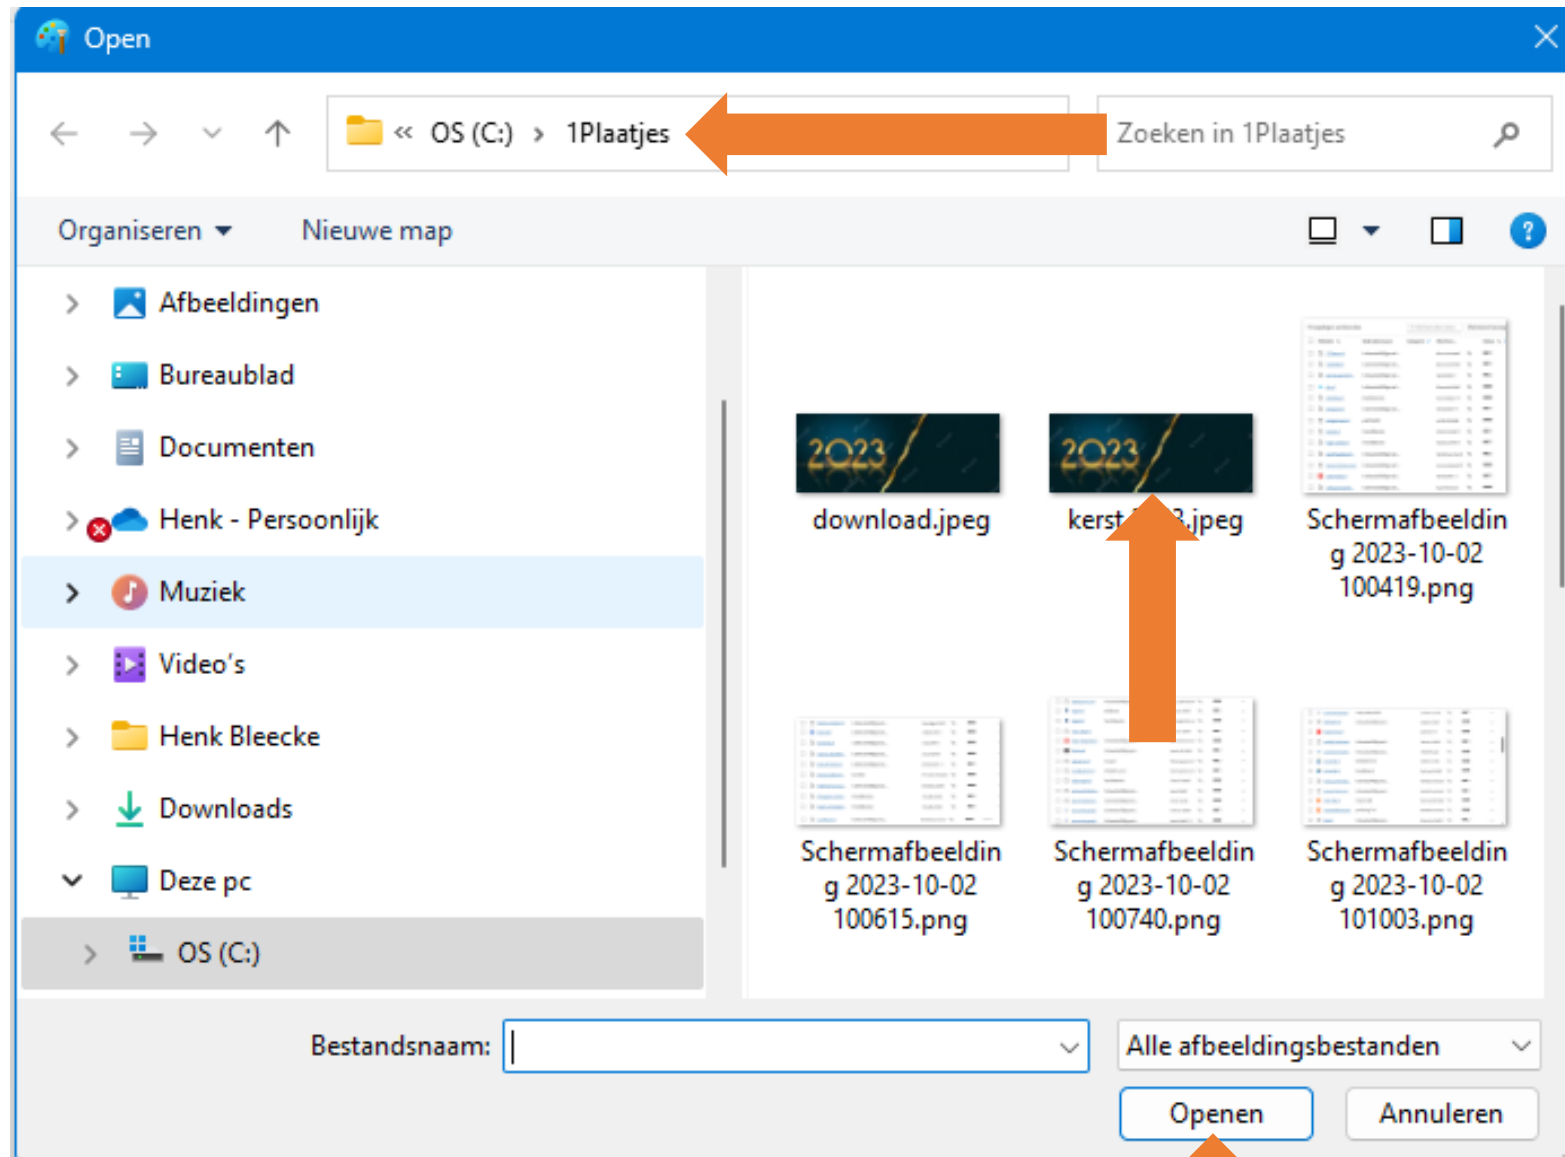 Open
« OS (C:) › 1Plaatjes
Zoeken in 1Plaatjes
Organiseren
Nieuwe map
Afbeeldingen
Bureaublad
Documenten
Henk - Persoonlijk
Muziek
Video's
Henk Bleecke
Downloads
Deze pc
OS (C:)
2023
download.jpeg
2023
kerst
.jpeg
Schermafbeeldin
g 2023-10-02
100419.png
Schermafbeeldin
g 2023-10-02
100615.png
Schermafbeeldin
g 2023-10-02
100740.png
Schermafbeeldin
g 2023-10-02
101003.png
Bestandsnaam:
Alle afbeeldingsbestanden
Openen
Annuleren